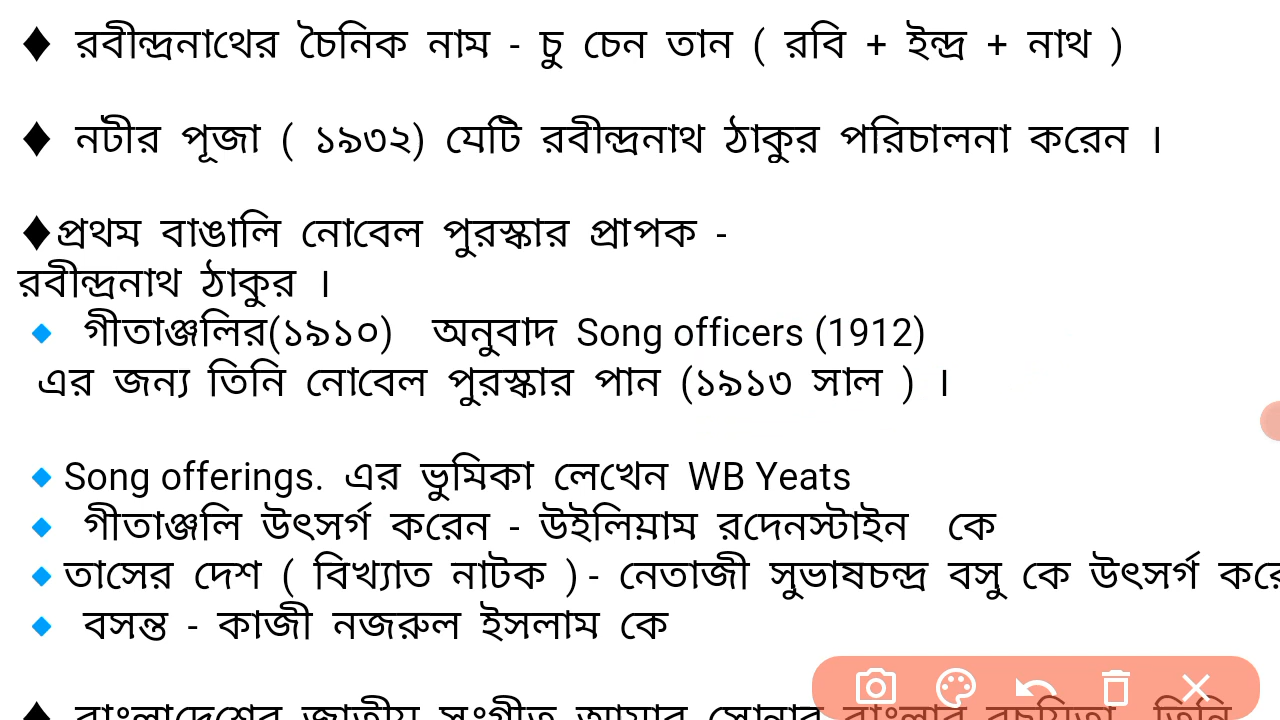 ♦ রবীন্দ্রনাথের চৈনিক নাম - চু চেন তান ( রবি + ইন্দ্র + নাথ )
♦ নটীর পূজা ( ১৯৩২) যেটি রবীন্দ্রনাথ ঠাকুর পরিচালনা করেন ।
♦প্রথম বাঙালি নোবেল পুরস্কার প্রাপক -
রবীন্দ্রনাথ ঠাকুর ।
🔹 গীতাঞ্জলির(১৯১০) অনুবাদ Song officers (1912)
এর জন্য তিনি নোবেল পুরস্কার পান (১৯১৩ সাল ) ।
🔹Song offerings. এর ভুমিকা লেখেন WB Yeats
🔹 গীতাঞ্জলি উৎসর্গ করেন - উইলিয়াম রদেনস্টাইন কে
🔹তাসের দেশ ( বিখ্যাত নাটক ) - নেতাজী সুভাষচন্দ্র বসু কে উৎসর্গ করে
🔹 বসন্ত - কাজী নজরুল ইসলাম কে
♦ বাংলাদেশের জাতীয় সংগীত আমার সোনার বাংলার রচয়িতা তিনি